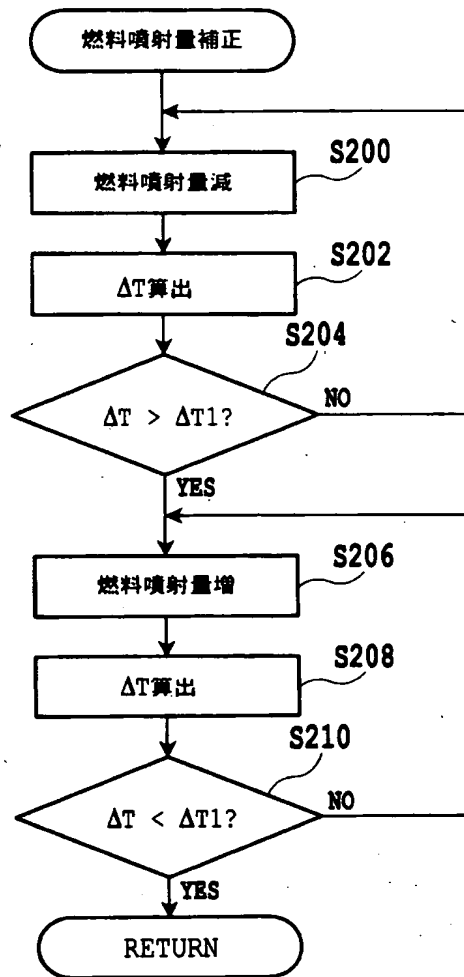 燃料噴射量補正
S200
燃料噴射量減
S202
ΔT算出
S204
ΔT > ΔT1?
NO
YES
S206
燃料噴射量増
S208
ΔT算出
S210
ΔT < ΔT1?
NO
YES
RETURN